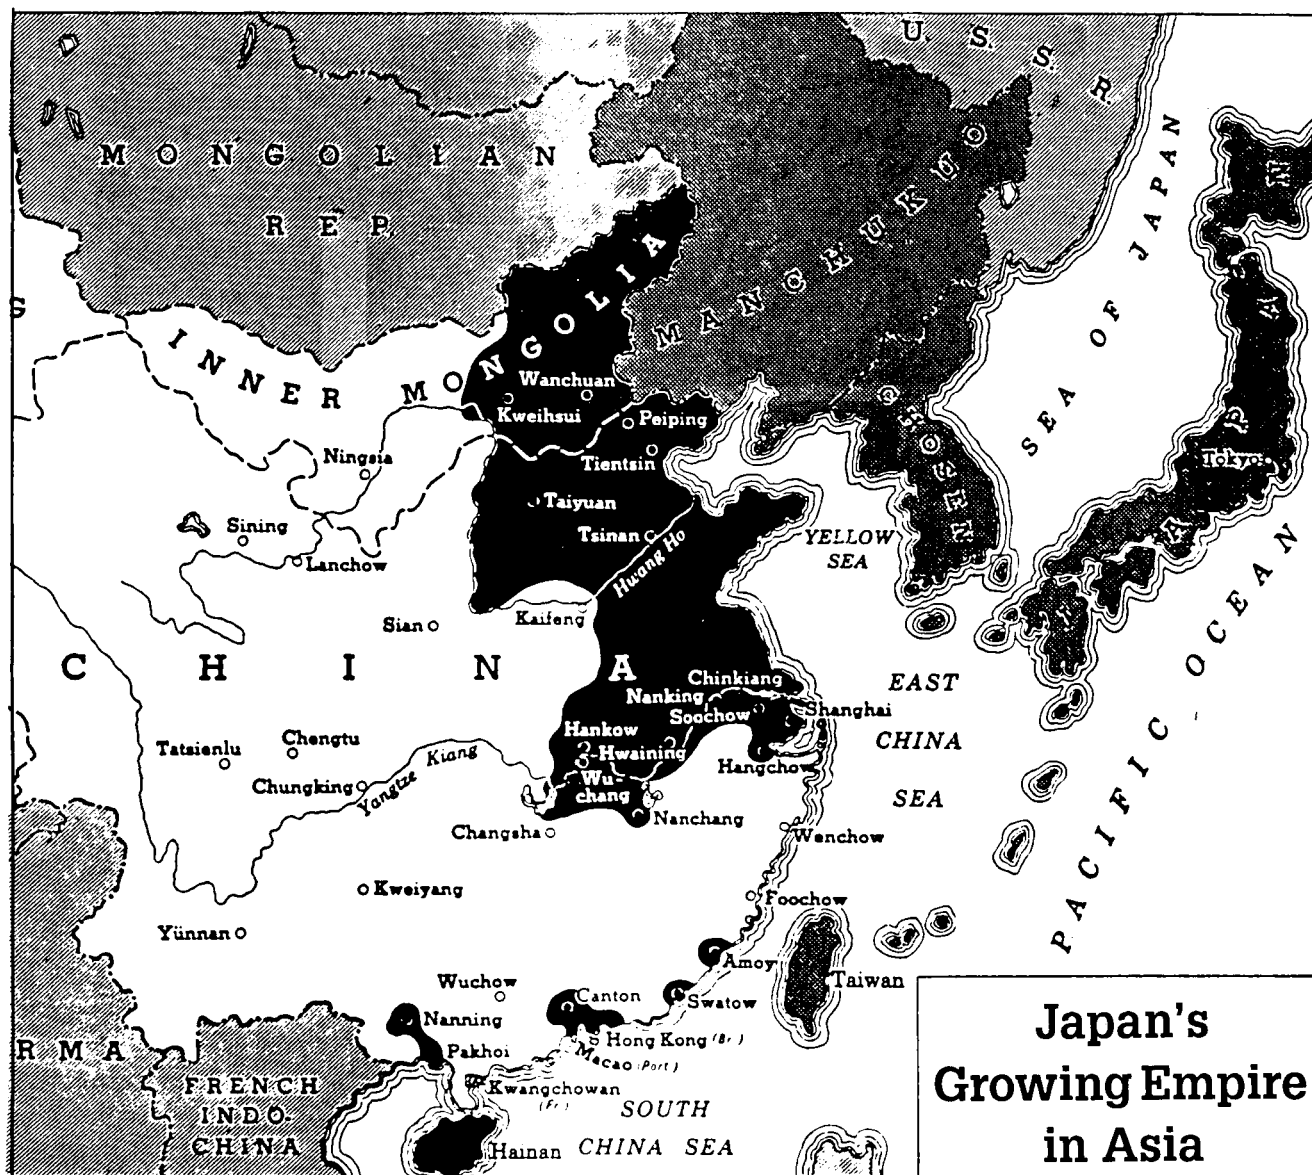 U. S. S. R.
MONGOLIAN
REP.
G
INNER MONGOLIA
MANCHUKUO
SEA OF JAPAN
JAPAN
Wanchuan
Kweihsui
Peiping
CHOSEN
Ningsia
Tientsin
Tokyo
Taiyuan
Sining
Tsinan
YELLOW
SEA
Lanchow
Hwang Ho
Kaifeng
Sian
CHINA
PACIFIC OCEAN
EAST
CHINA
SEA
Chinkiang
Nanking
Soochow
Shanghai
Hankow
Hwaining
Tatsienlu
Chengtu
Hangchow
Chungking
Yangtze Kiang
Wu-
chang
Changsha
Nanchang
Wenchow
Kweiyang
Foochow
Yünnan
Amoy
Taiwan
Wuchow
Canton
Swatow
Nanning
Hong Kong (Br)
Macao (Port)
Pakhoi
RMA
FRENCH
INDO-
CHINA
Kwangchowan
(Fr)
SOUTH
CHINA SEA
Hainan
Japan's
Growing Empire
in Asia